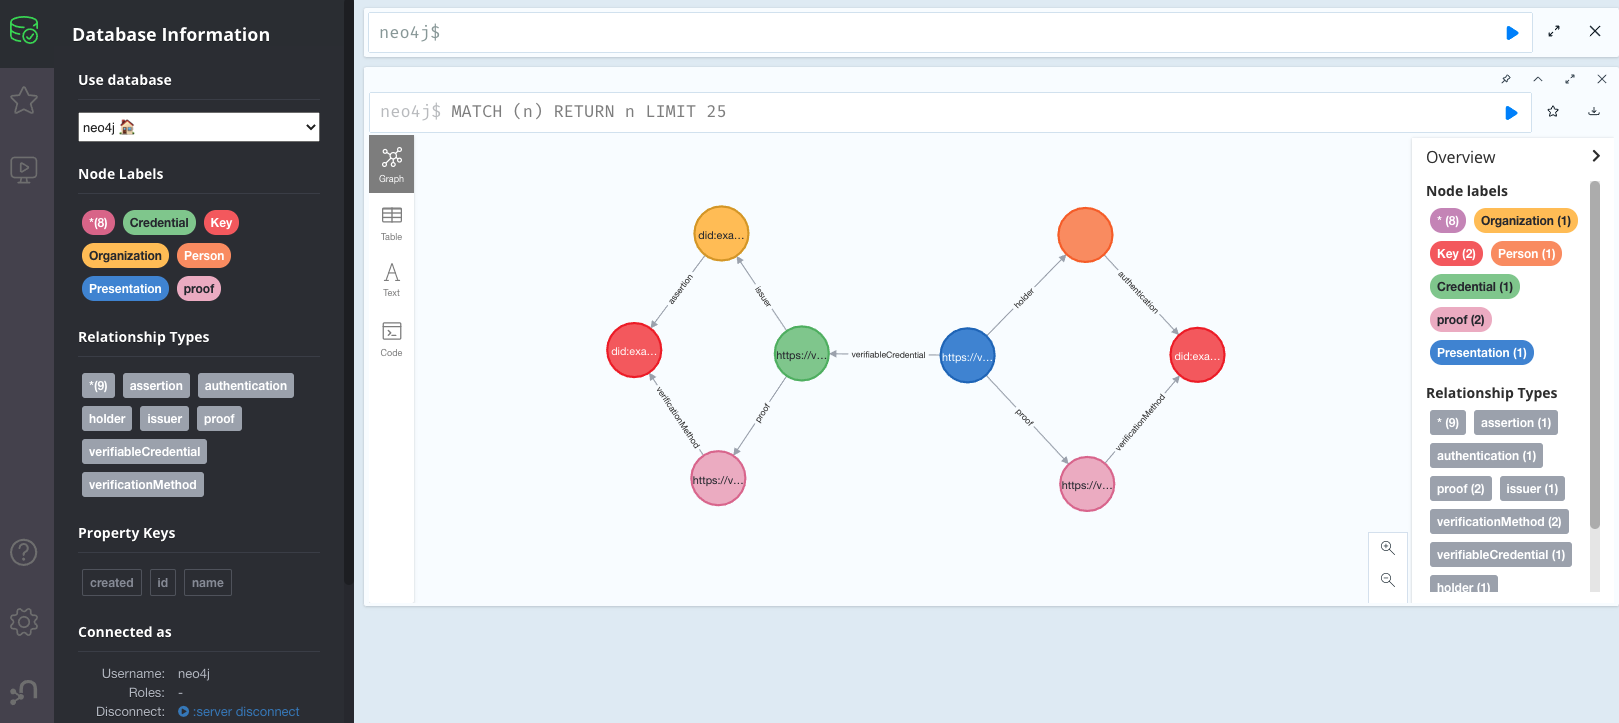 Database Information
Use database
neo4j 🏠
Node Labels
*(8) Credential Key
Organization Person
Presentation proof
Relationship Types
*(9) assertion authentication
holder issuer proof
verifiableCredential
verificationMethod
Property Keys
created id name
Connected as
Username: neo4j
Roles: -
Disconnect: :server disconnect
neo4j$
neo4j$ MATCH (n) RETURN n LIMIT 25
Graph
Table
Text
Code
did:exa...
assertion
issuer
holder
authentication
did:exa...
https://v...
verifiableCredential
https://v...
did:exa...
verificationMethod
proof
proof
verificationMethod
https://v...
https://v...
Overview
Node labels
* (8) Organization (1)
Key (2) Person (1)
Credential (1)
proof (2)
Presentation (1)
Relationship Types
* (9) assertion (1)
authentication (1)
proof (2) issuer (1)
verificationMethod (2)
verifiableCredential (1)
holder (1)